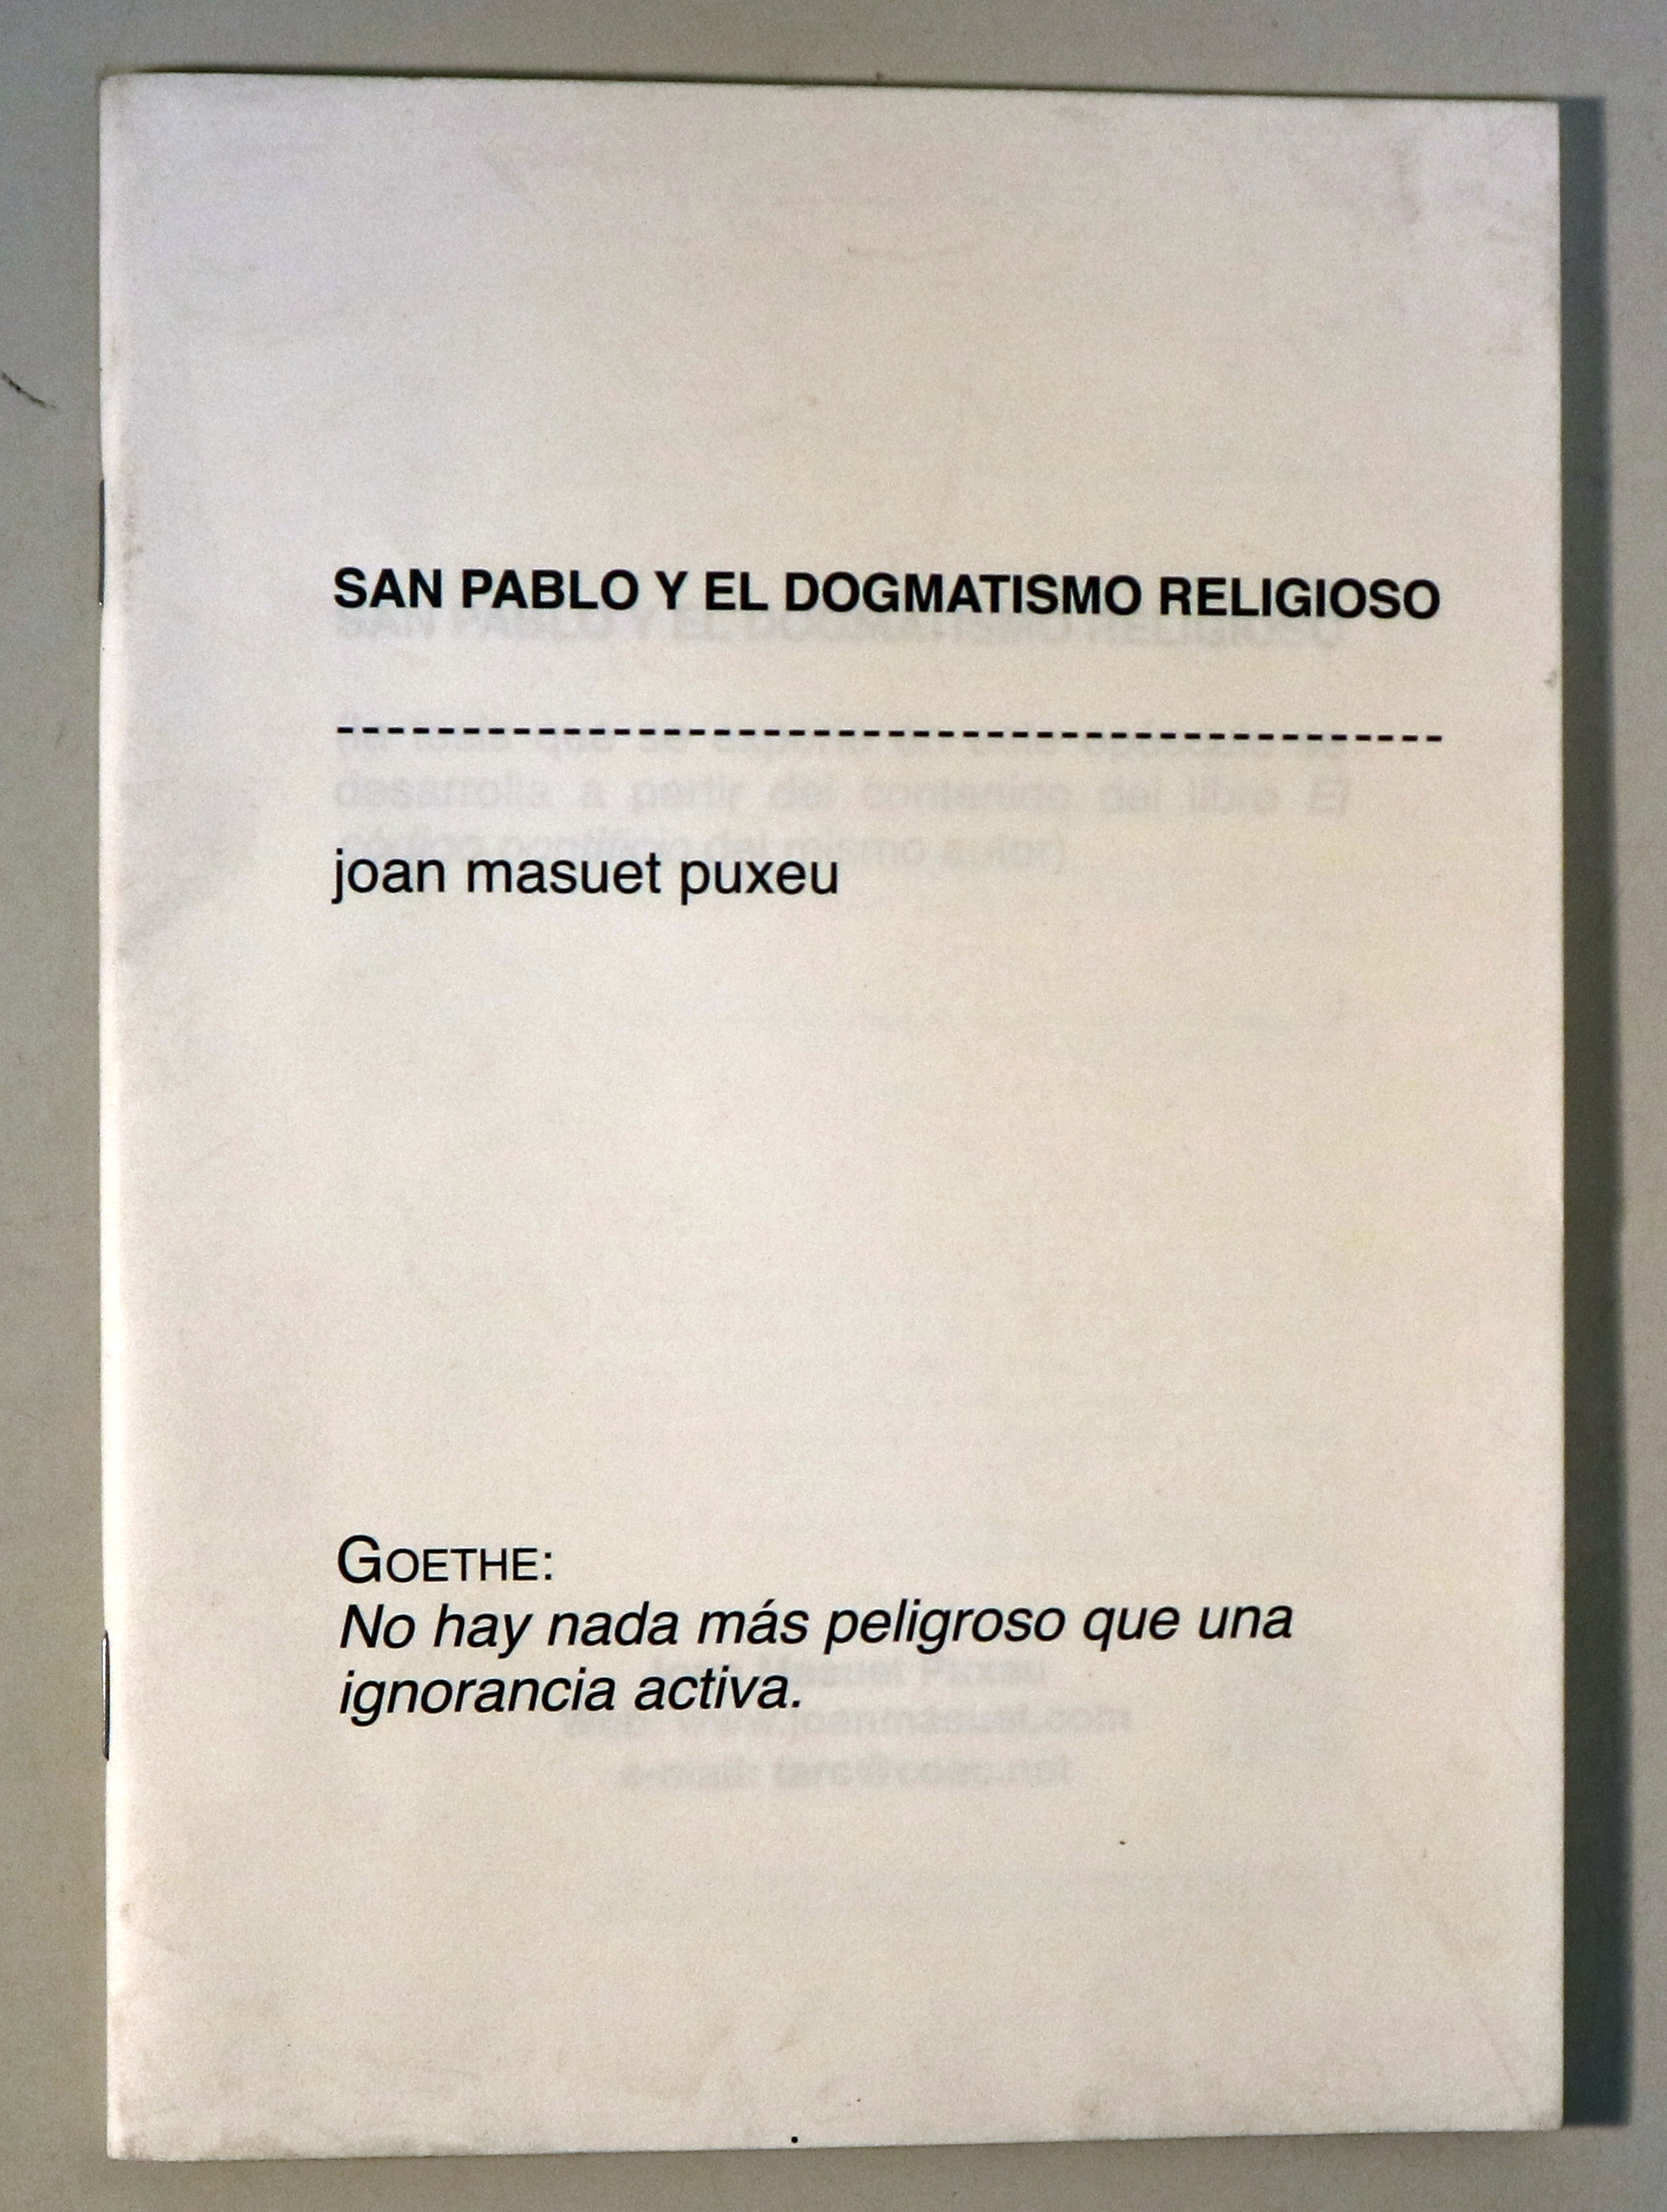 SAN PABLO Y EL DOGMATISMO RELIGIOSO
joan masuet puxeu
GOETHE:
No hay nada más peligroso que una
ignorancia activa.